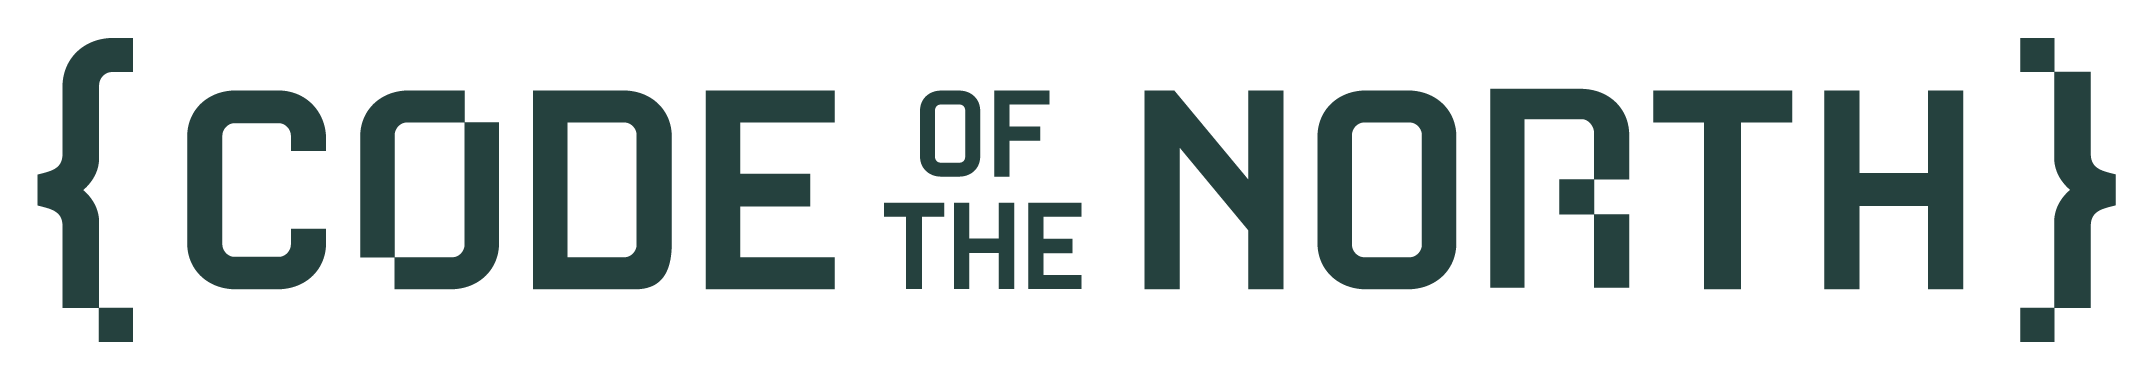 { CODE OF THE NORTH }